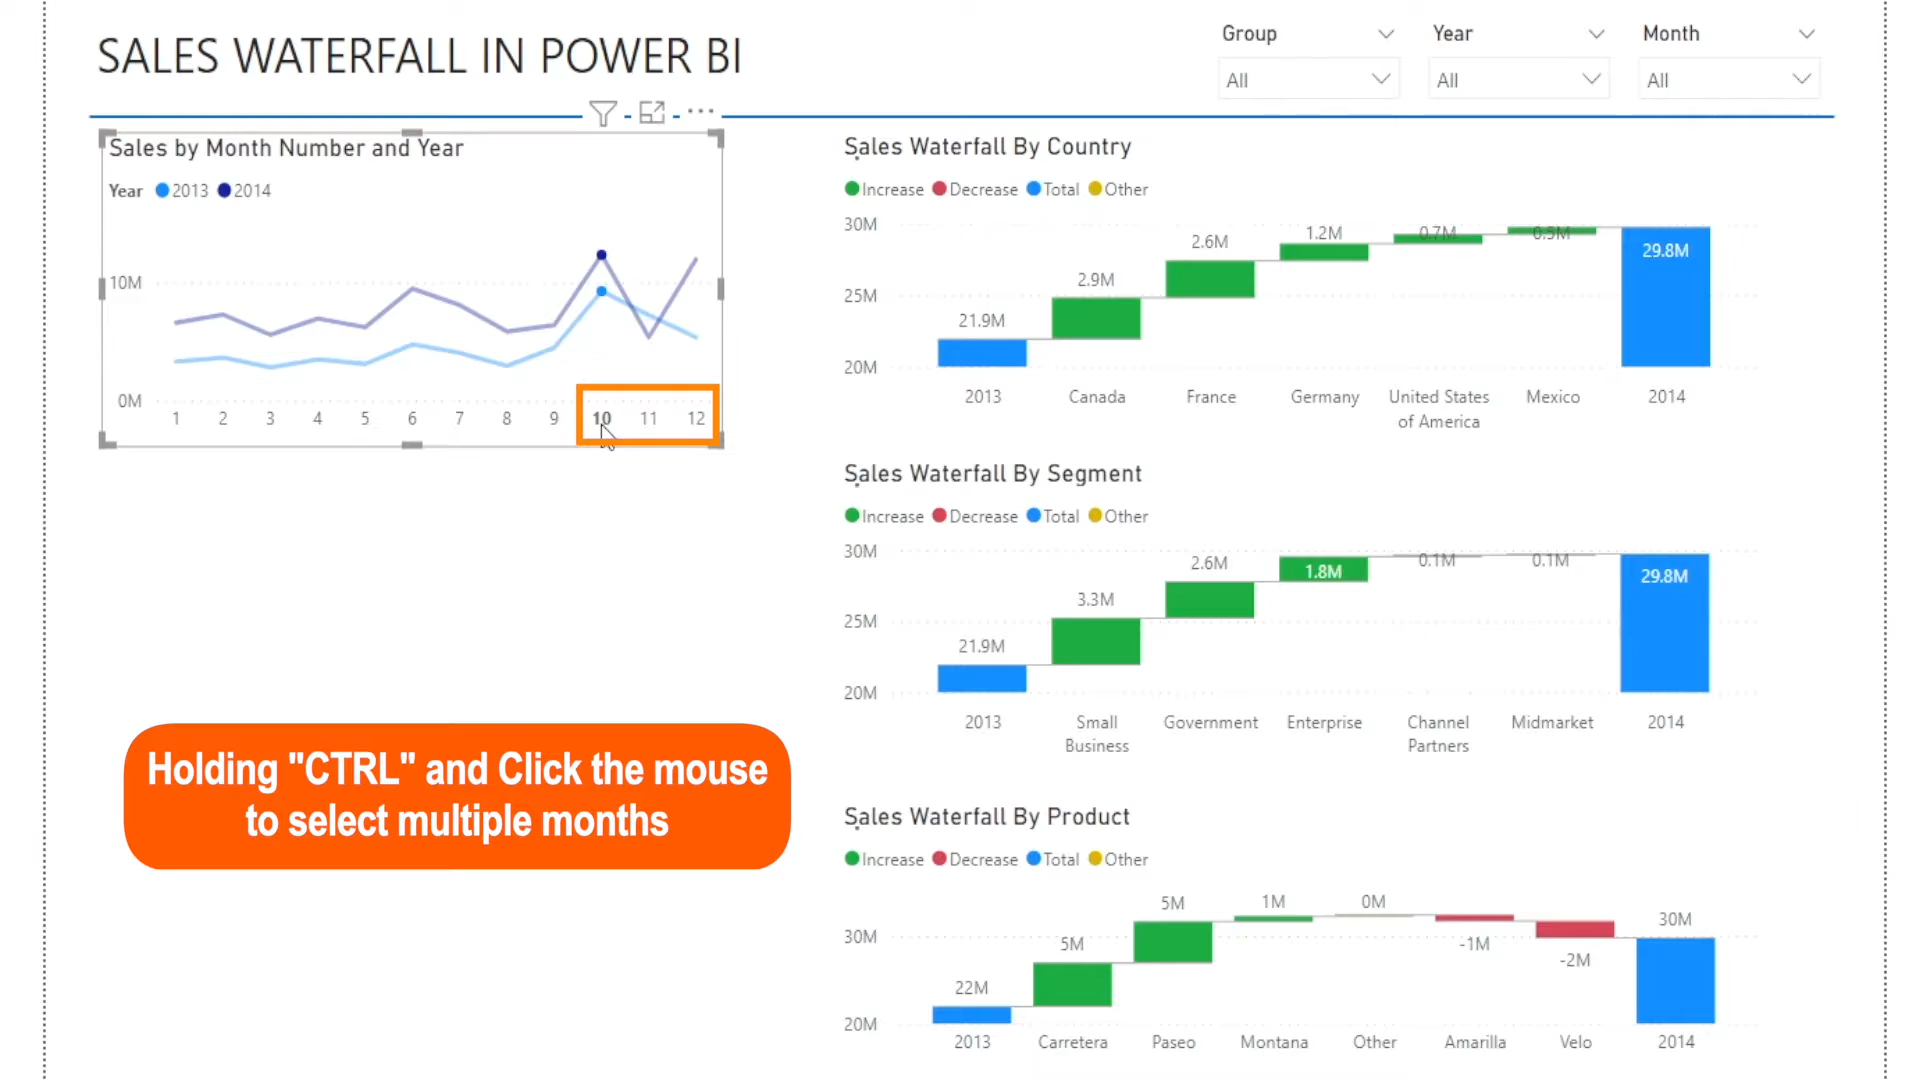 SALES WATERFALL IN POWER BI
Group
Year
Month
All
All
All
Sales by Month Number and Year
Year 2013 2014
10M
0M
1 2 3 4 5 6 7 8 9 10 11 12
Holding "CTRL" and Click the mouse
to select multiple months
Sales Waterfall By Country
Increase Decrease Total Other
30M
25M
20M
21.9M
2.9M
2.6M
1.2M
0.7M
0.5M
29.8M
2013 Canada France Germany United States Mexico 2014
of America
Sales Waterfall By Segment
Increase Decrease Total Other
30M
25M
20M
21.9M
3.3M
2.6M
1.8M
0.1M
0.1M
29.8M
2013 Small Government Enterprise Channel Midmarket 2014
Business Partners
Sales Waterfall By Product
Increase Decrease Total Other
30M
20M
22M
5M
5M
1M
0M
-1M
-2M
30M
2013 Carretera Paseo Montana Other Amarilla Velo 2014